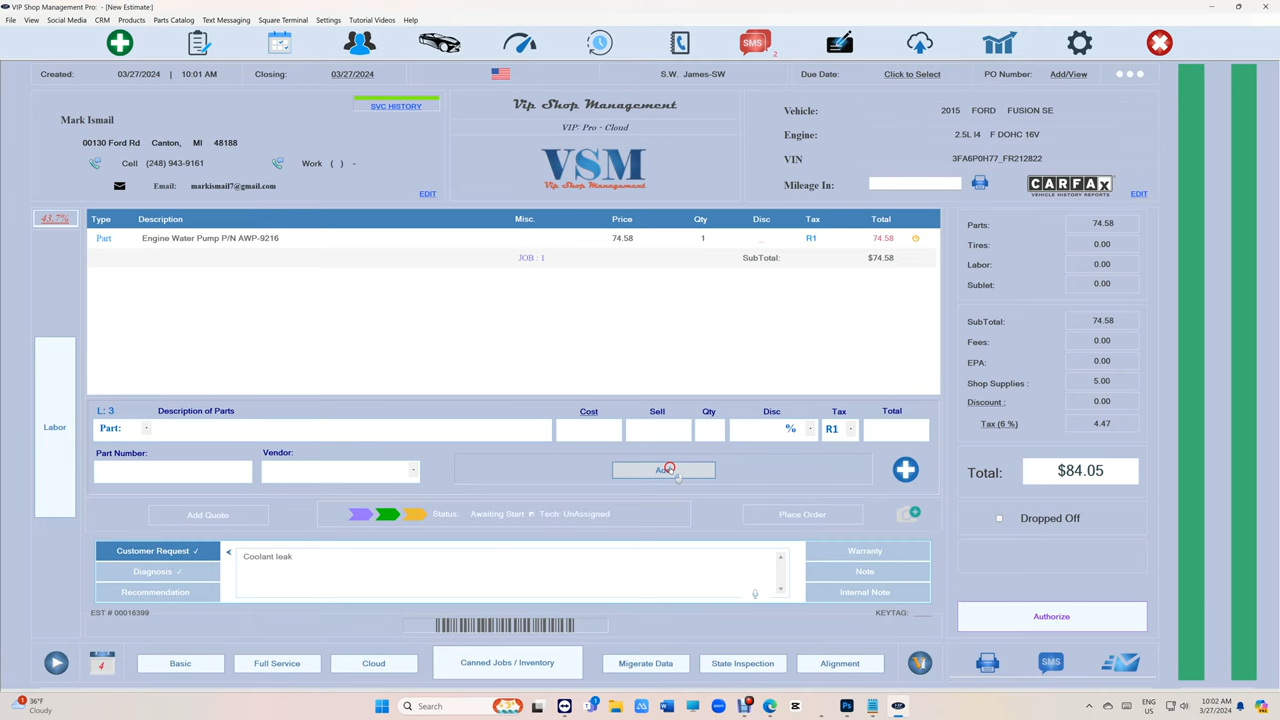 VIP Shop Management Pro: - [New Estimate:]
File View Social Media CRM Products Parts Catalog Text Messaging Square Terminal Settings Tutorial Videos Help
SMS 2
Created: 03/27/2024 | 10:01 AM Closing: 03/27/2024 S.W. James-SW Due Date: Click to Select PO Number: Add/View
SVC HISTORY
Mark Ismail
00130 Ford Rd Canton, MI 48188
Cell (248) 943-9161 Work ( ) -
Email: markismail7@gmail.com
EDIT
Vip Shop Management
VIP: Pro - Cloud
VSM
Vip Shop Management
Vehicle: 2015 FORD FUSION SE
Engine: 2.5L I4 F DOHC 16V
VIN 3FA6P0H77_FR212822
Mileage In: CARFAX
VEHICLE HISTORY REPORTS
EDIT
43.7%
Type Description Misc. Price Qty Disc Tax Total
Part Engine Water Pump P/N AWP-9216 74.58 1 _ R1 74.58
JOB : 1 SubTotal: $74.58
Labor
L: 3 Description of Parts Cost Sell Qty Disc Tax Total
Part: % R1
Part Number: Vendor:
Add Quote Status: Awaiting Start Tech: UnAssigned Place Order
Customer Request ✓
Diagnosis ✓
Recommendation
Coolant leak
Warranty
Note
Internal Note
EST # 00016399 KEYTAG: ____
Parts: 74.58
Tires: 0.00
Labor: 0.00
Sublet: 0.00
SubTotal: 74.58
Fees: 0.00
EPA: 0.00
Shop Supplies : 5.00
Discount : 0.00
Tax (6 %) 4.47
Total: $84.05
Dropped Off
Authorize
4 Basic Full Service Cloud Canned Jobs / Inventory Migerate Data State Inspection Alignment SMS
36°F
Cloudy
Search
ENG
US
10:02 AM
3/27/2024